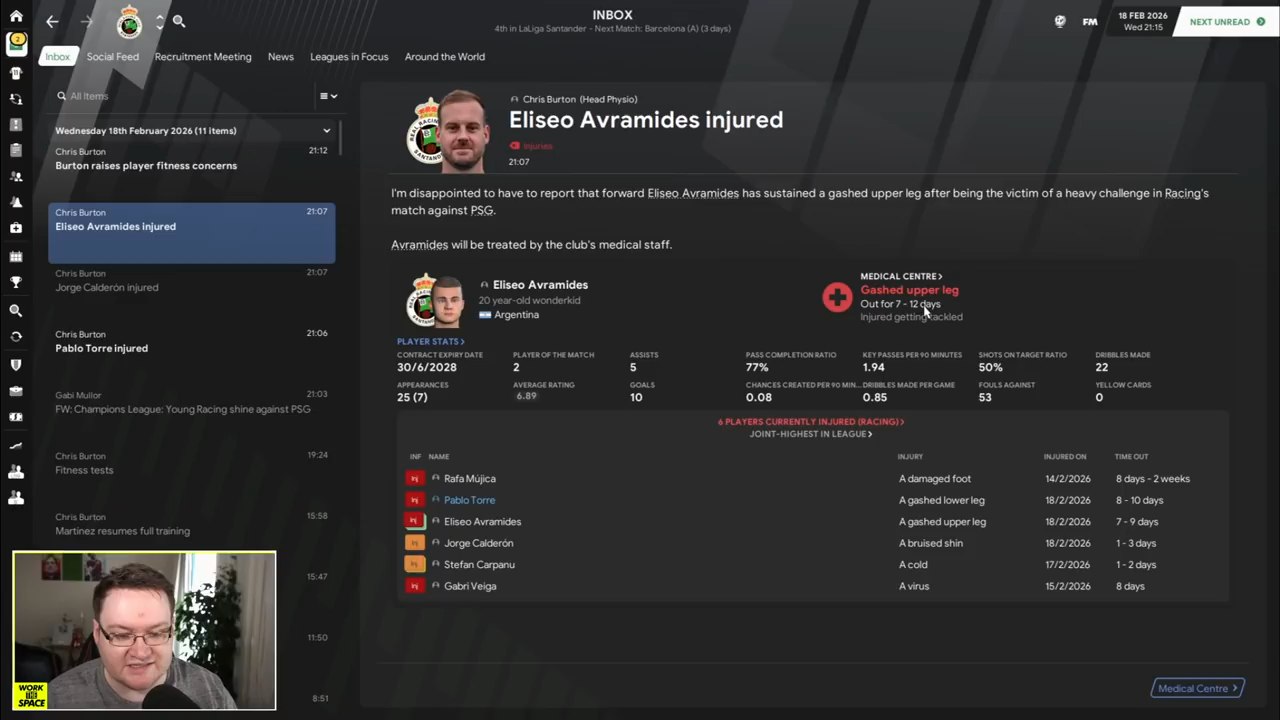 INBOX
4th in LaLiga Santander - Next Match: Barcelona (A) (3 days)
FM
18 FEB 2026
Wed 21:15
NEXT UNREAD
2
Inbox
Social Feed
Recruitment Meeting
News
Leagues in Focus
Around the World
All Items
Wednesday 18th February 2026 (11 items)
Chris Burton 21:12
Burton raises player fitness concerns
Chris Burton 21:07
Eliseo Avramides injured
Chris Burton 21:07
Jorge Calderón injured
Chris Burton 21:06
Pablo Torre injured
Gabi Mullor 21:03
FW: Champions League: Young Racing shine against PSG
Chris Burton 19:24
Fitness tests
Chris Burton 15:58
Martínez resumes full training
15:47
11:50
8:51
Chris Burton (Head Physio)
Eliseo Avramides injured
Injuries
21:07
I'm disappointed to have to report that forward Eliseo Avramides has sustained a gashed upper leg after being the victim of a heavy challenge in Racing's
match against PSG.
Avramides will be treated by the club's medical staff.
Eliseo Avramides
20 year-old wonderkid
Argentina
MEDICAL CENTRE >
Gashed upper leg
Out for 7 - 12 days
Injured getting tackled
PLAYER STATS >
CONTRACT EXPIRY DATE PLAYER OF THE MATCH ASSISTS PASS COMPLETION RATIO KEY PASSES PER 90 MINUTES SHOTS ON TARGET RATIO DRIBBLES MADE
30/6/2028 2 5 77% 1.94 50% 22
APPEARANCES AVERAGE RATING GOALS CHANCES CREATED PER 90 MIN... DRIBBLES MADE PER GAME FOULS AGAINST YELLOW CARDS
25 (7) 6.89 10 0.08 0.85 53 0
6 PLAYERS CURRENTLY INJURED (RACING) >
JOINT-HIGHEST IN LEAGUE >
INF NAME INJURY INJURED ON TIME OUT
Inj Rafa Mújica A damaged foot 14/2/2026 8 days - 2 weeks
Inj Pablo Torre A gashed lower leg 18/2/2026 8 - 10 days
Inj Eliseo Avramides A gashed upper leg 18/2/2026 7 - 9 days
Inj Jorge Calderón A bruised shin 18/2/2026 1 - 3 days
Inj Stefan Carpanu A cold 17/2/2026 1 - 2 days
Inj Gabri Veiga A virus 15/2/2026 8 days
Medical Centre >
WORK
THE
SPACE